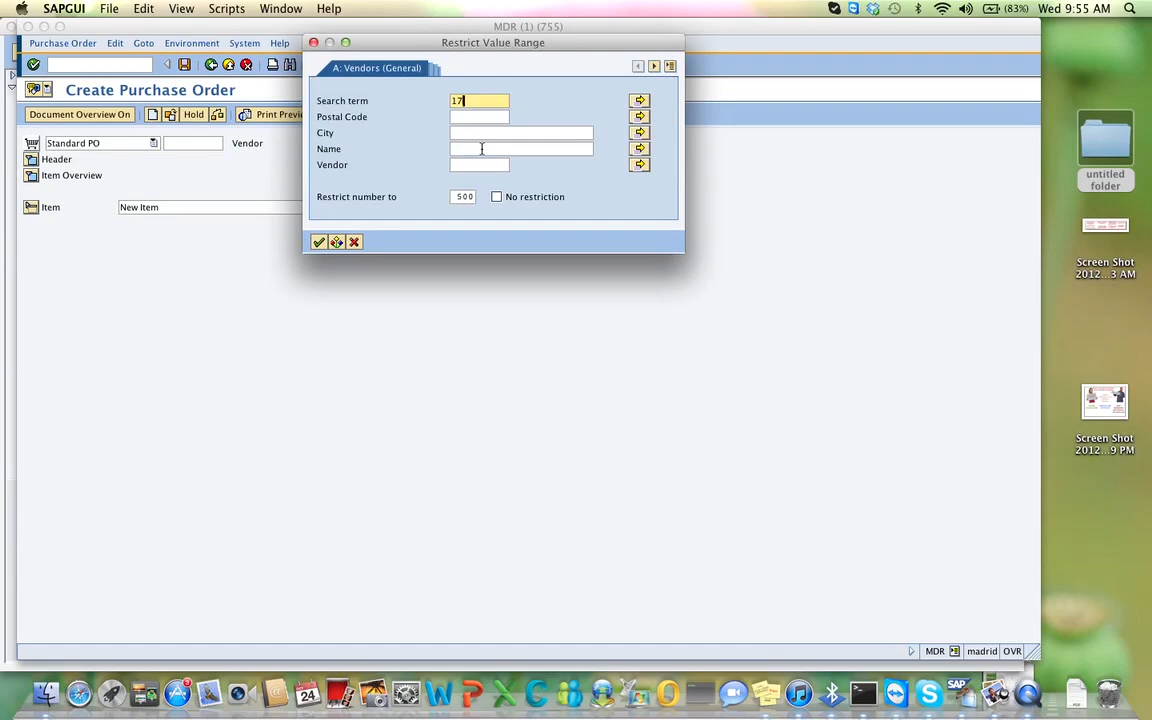 SAPGUI File Edit View Scripts Window Help (83%) Wed 9:55 AM
MDR (1) (755)
Purchase Order Edit Goto Environment System Help
Restrict Value Range
A: Vendors (General)
Create Purchase Order
Document Overview On Hold Print Previe
Search term 17
Postal Code
City
Name
Vendor
Restrict number to 500 No restriction
Standard PO Vendor
Header
Item Overview
Item New Item
untitled
folder
Screen Shot
2012...3 AM
Screen Shot
2012...9 PM
MDR madrid OVR